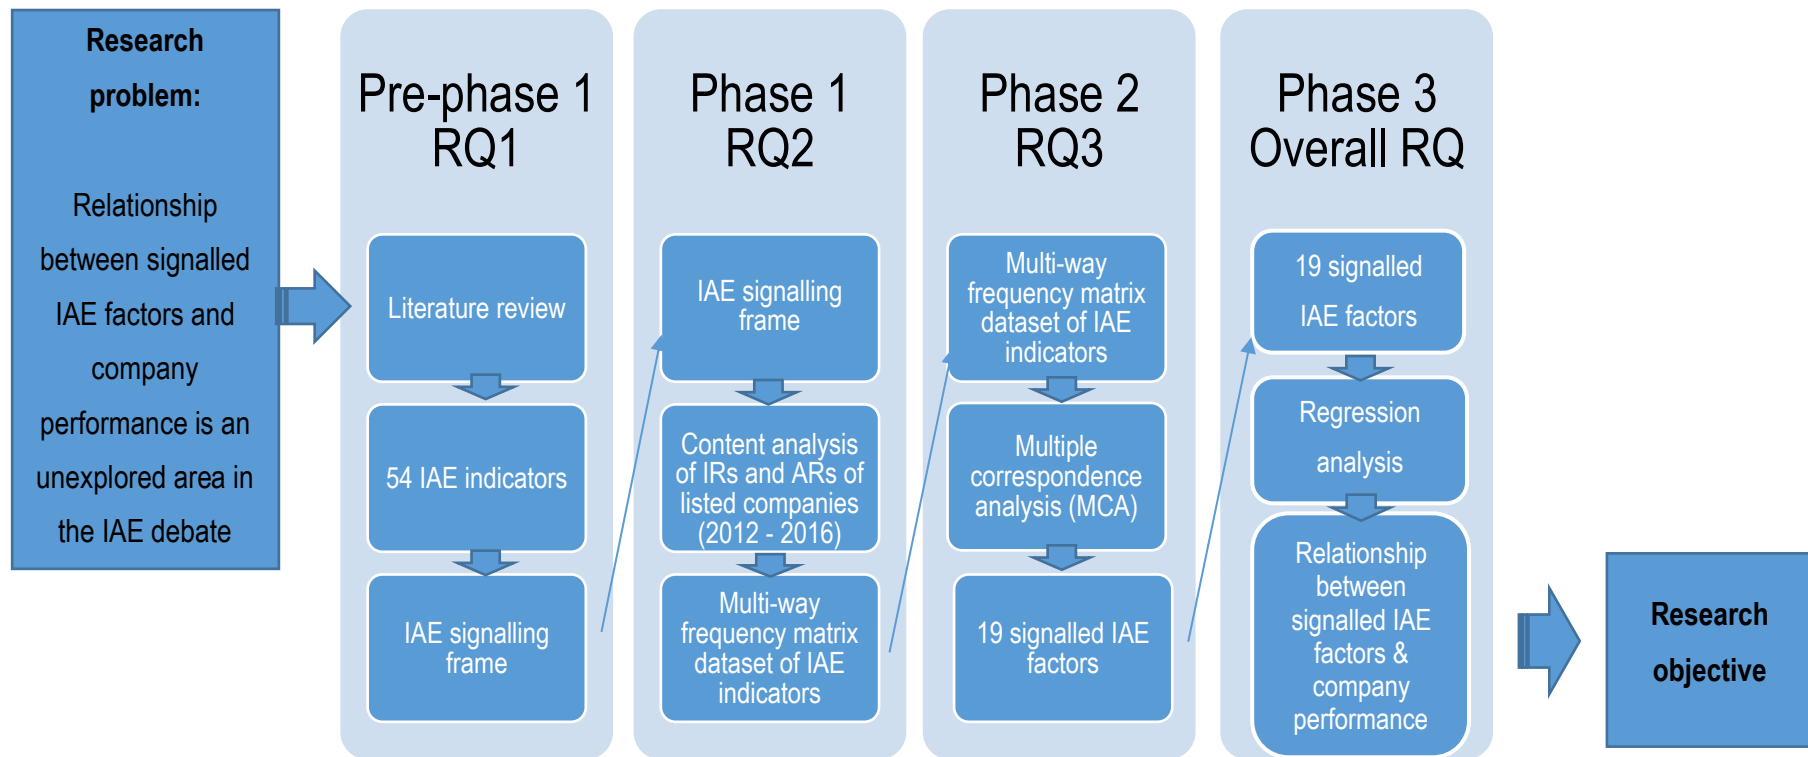 Research
problem:
Relationship
between signalled
IAE factors and
company
performance is an
unexplored area in
the IAE debate
Pre-phase 1
RQ1
Literature review
54 IAE indicators
IAE signalling
frame
Phase 1
RQ2
IAE signalling
frame
Content analysis
of IRs and ARs of
listed companies
(2012 - 2016)
Multi-way
frequency matrix
dataset of IAE
indicators
Phase 2
RQ3
Multi-way
frequency matrix
dataset of IAE
indicators
Multiple
correspondence
analysis (MCA)
19 signalled IAE
factors
Phase 3
Overall RQ
19 signalled
IAE factors
Regression
analysis
Relationship
between
signalled IAE
factors &
company
performance
Research
objective